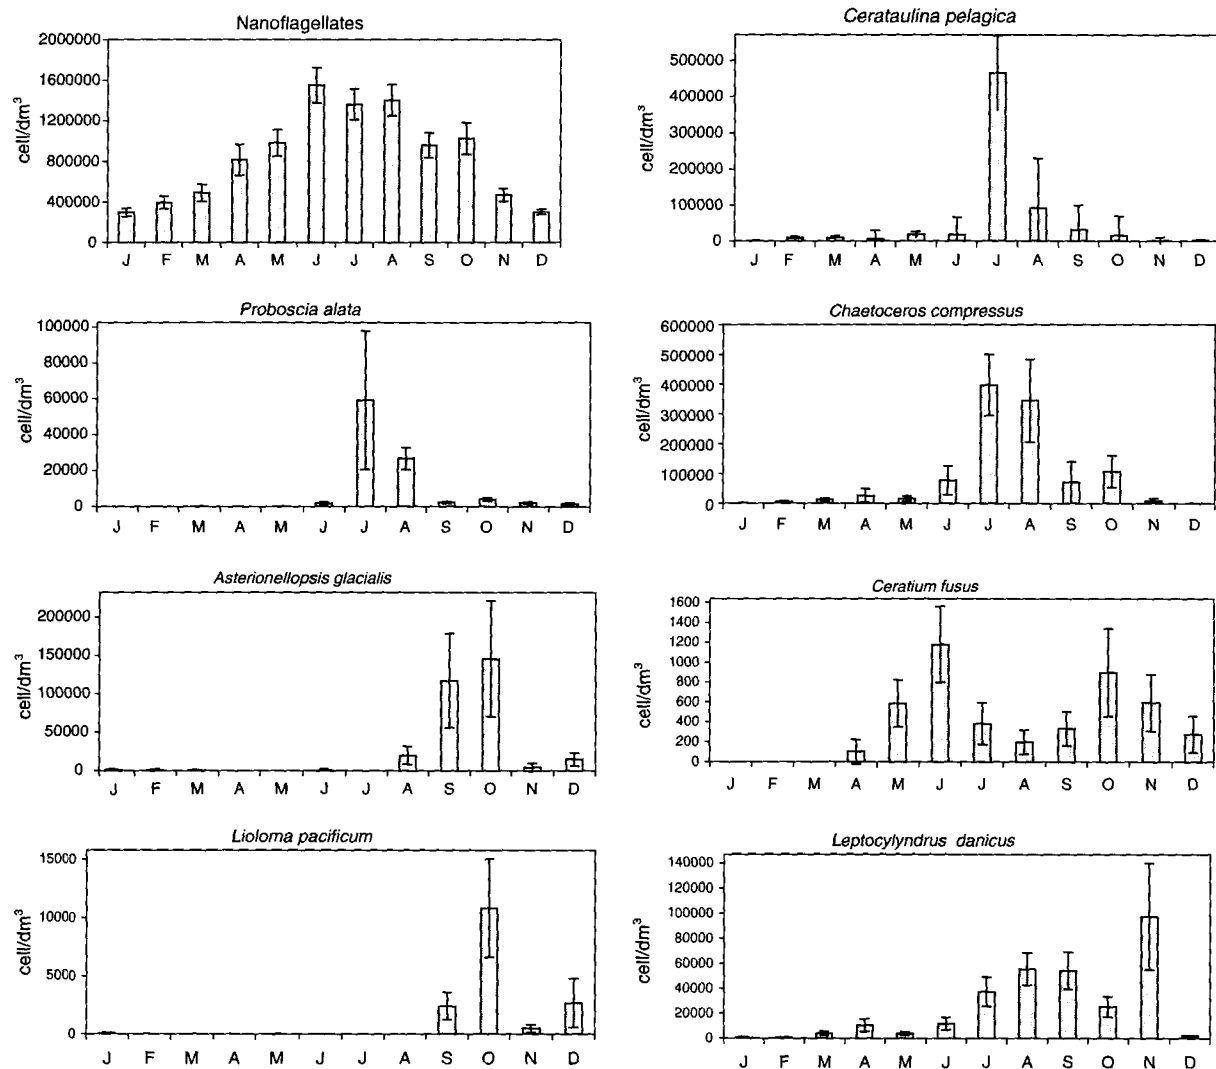 Nanoflagellates
cell/dm³
2000000
1600000
1200000
800000
400000
0
J F M A M J J A S O N D
Cerataulina pelagica
cell/dm³
500000
400000
300000
200000
100000
0
J F M A M J J A S O N D
Proboscia alata
cell/dm³
100000
80000
60000
40000
20000
0
J F M A M J J A S O N D
Chaetoceros compressus
cell/dm³
600000
500000
400000
300000
200000
100000
0
J F M A M J J A S O N D
Asterionellopsis glacialis
cell/dm³
200000
150000
100000
50000
0
J F M A M J J A S O N D
Ceratium fusus
cell/dm³
1600
1400
1200
1000
800
600
400
200
0
J F M A M J J A S O N D
Lioloma pacificum
cell/dm³
15000
10000
5000
0
J F M A M J J A S O N D
Leptocylyndrus danicus
cell/dm³
140000
120000
100000
80000
60000
40000
20000
0
J F M A M J J A S O N D